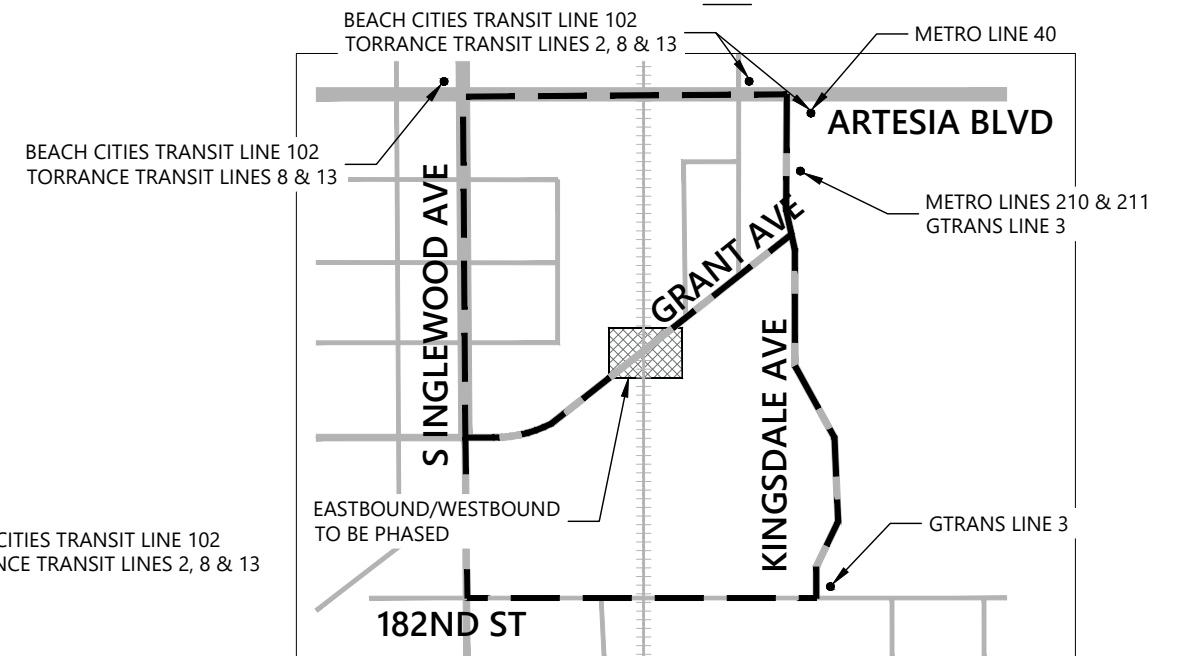 BEACH CITIES TRANSIT LINE 102
TORRANCE TRANSIT LINES 2, 8 & 13
METRO LINE 40
ARTESIA BLVD
BEACH CITIES TRANSIT LINE 102
TORRANCE TRANSIT LINES 8 & 13
METRO LINES 210 & 211
GTRANS LINE 3
S INGLEWOOD AVE
GRANT AVE
KINGSDALE AVE
EASTBOUND/WESTBOUND
TO BE PHASED
GTRANS LINE 3
CITIES TRANSIT LINE 102
NCE TRANSIT LINES 2, 8 & 13
182ND ST